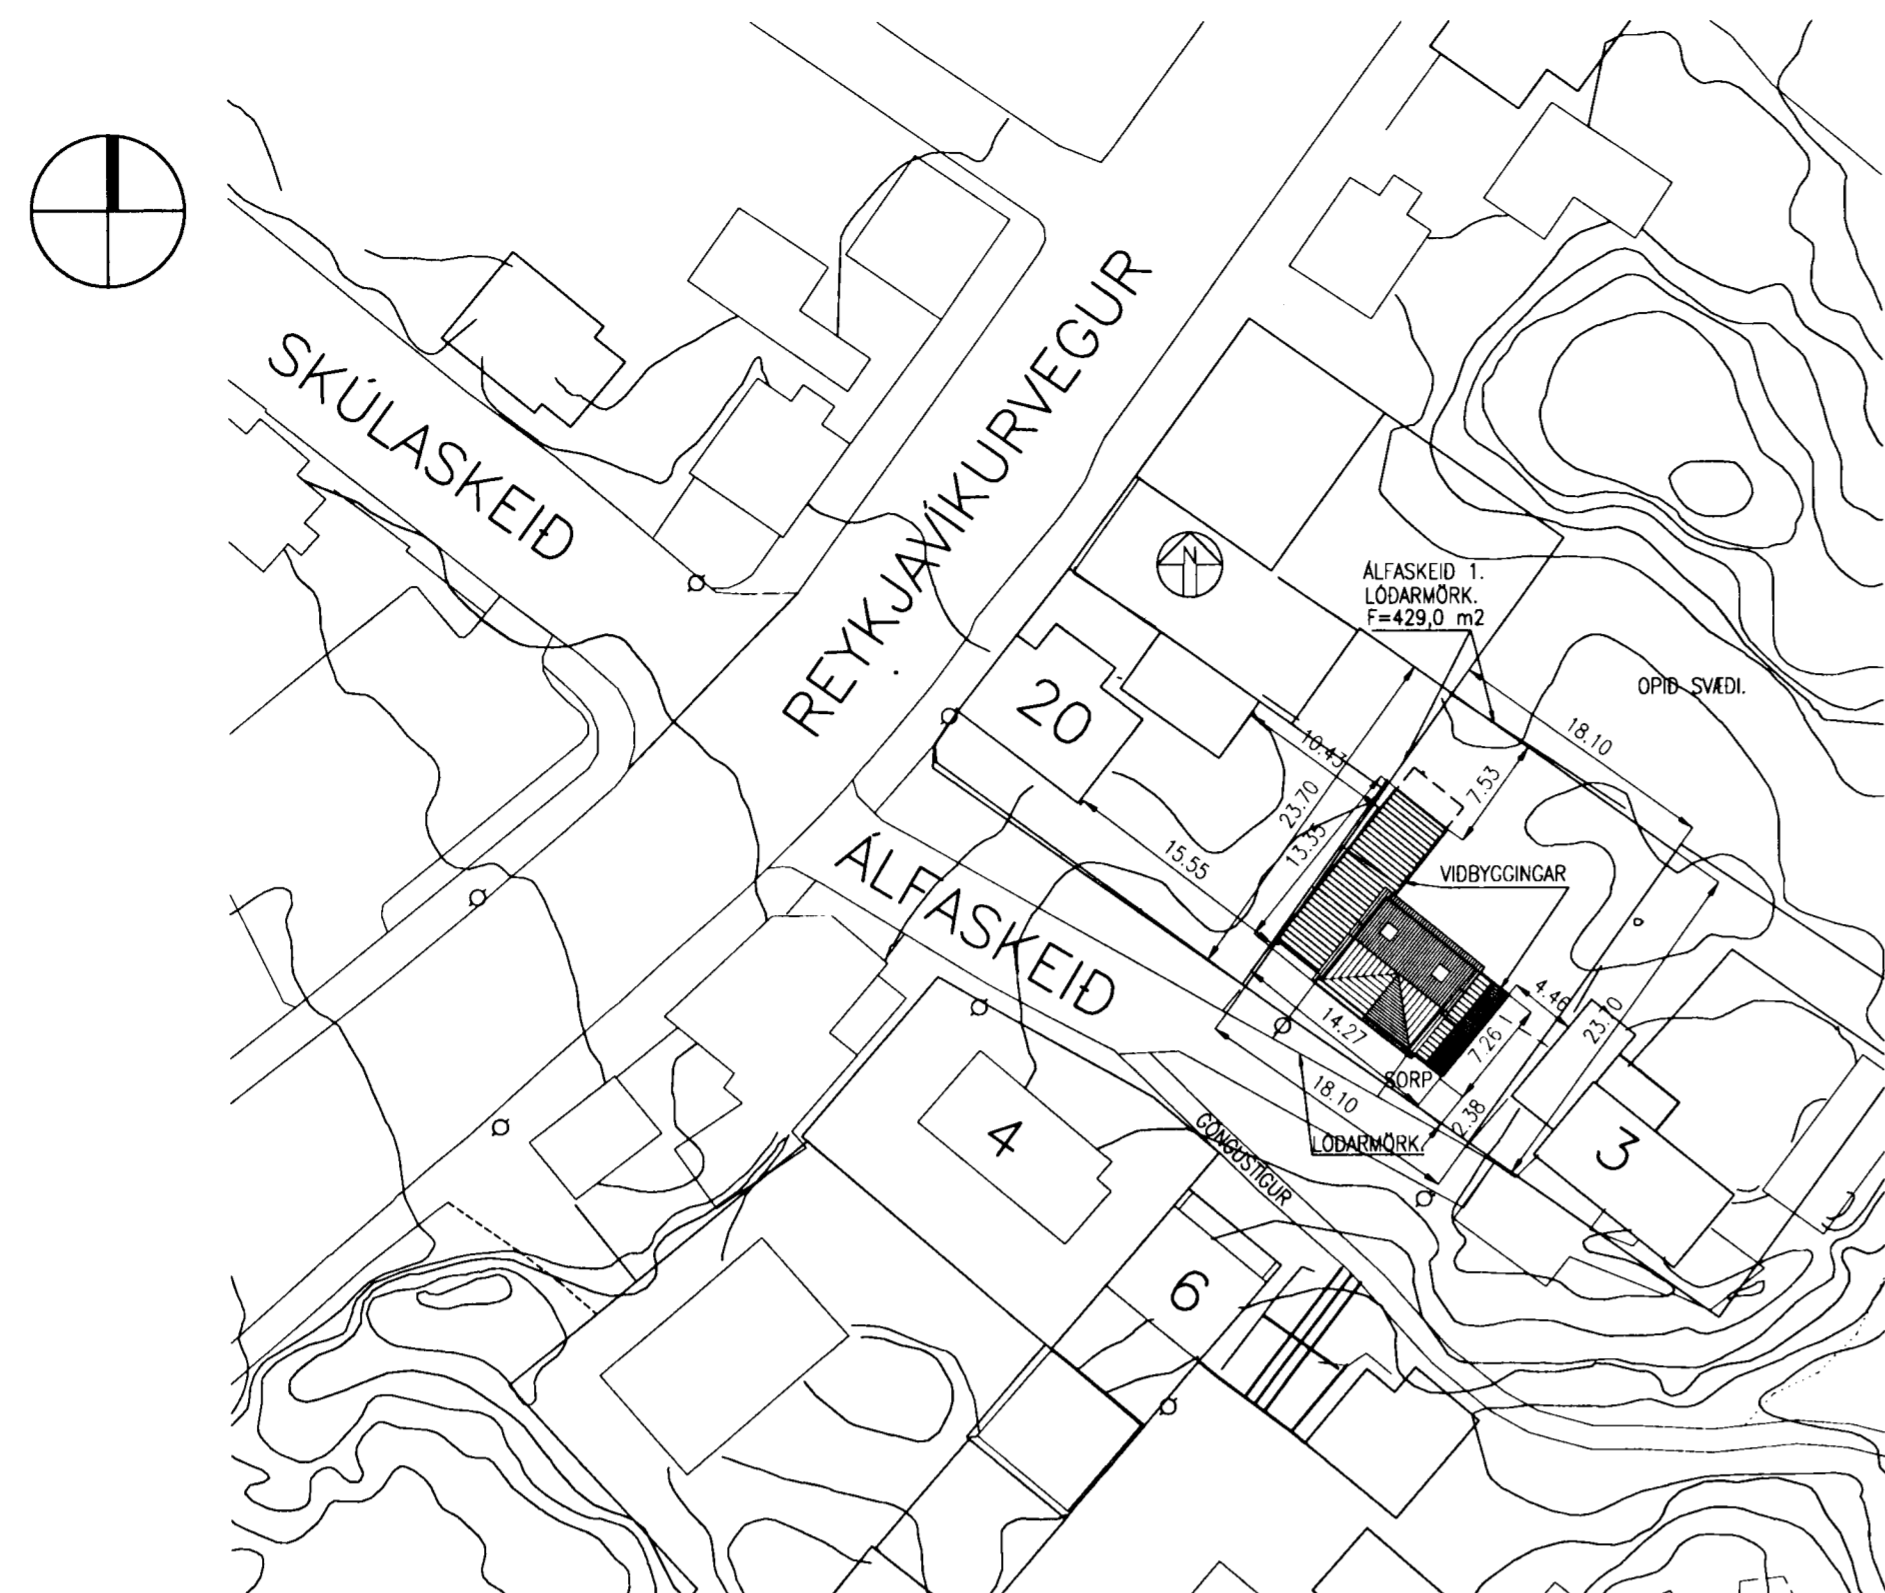 SKÚLASKEIÐ
REYKJAVÍKURVEGUR
N
ÁLFASKEIÐ 1.
LÓÐARMÖRK.
F=429,0 m2
OPIÐ SVÆÐI.
18.10
20
10.43
7.53
23.70
13.35
15.55
VIÐBYGGINGAR
ÁLFASKEIÐ
4.46
23.70
14.27
7.26
SORP
18.10
2.38
LÓÐARMÖRK.
GÖNGUSTÍGUR
4
3
6